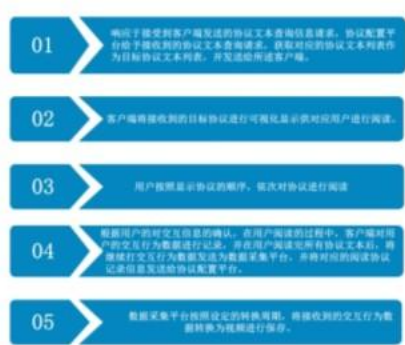 01
响应于接受到客户端发送的协议文本查询信息请求，协议配置平
台给予接收到的协议文本查询请求，获取对应的协议文本列表作
为目标协议文本列表，并发送给所述客户端。
02
客户端将接收到的目标协议进行可视化显示供对应用户进行阅读。
03
用户按照显示协议的顺序，依次对协议进行阅读
04
根据用户的对交互信息的确认，在用户阅读的过程中，客户端对用
户的交互行为数据进行记录，并在用户阅读完所有协议文本后，将
继续打交互行为数据发送为数据采集平台，并将对应的阅读协议
记录信息发送给协议配置平台。
05
数据采集平台按照设定的转换周期，将接收到的交互行为数
据转换为视频进行保存。